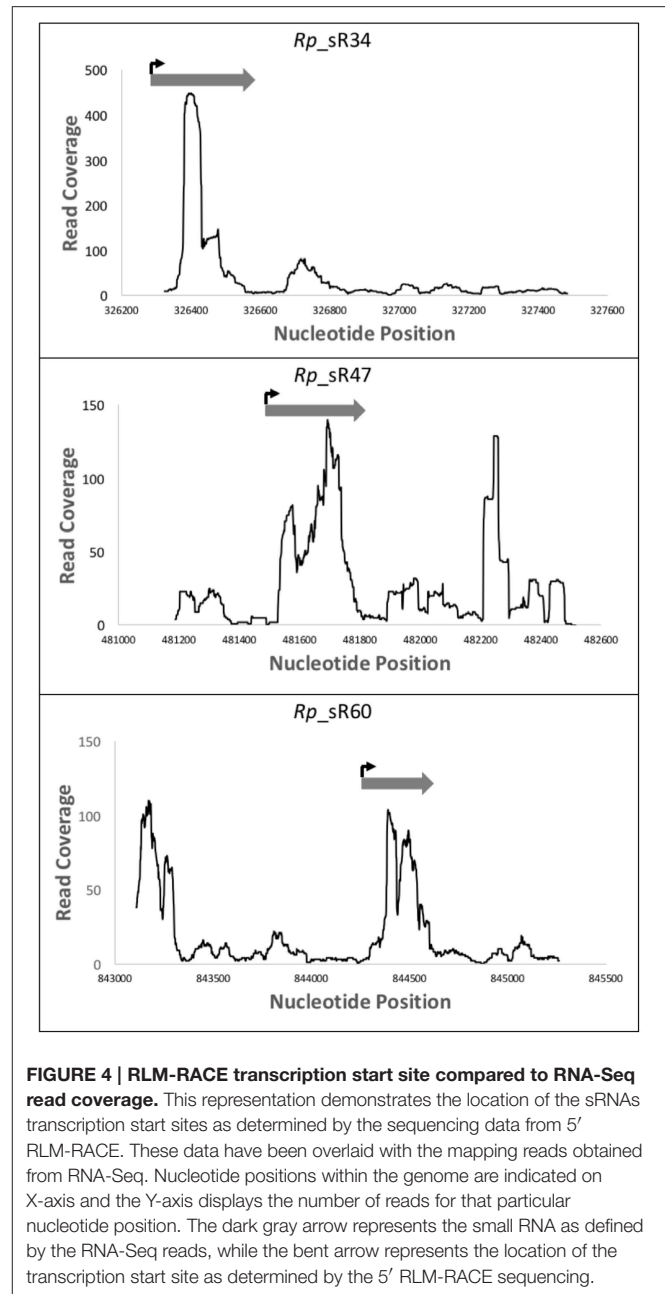 Rp_sR34
500
400
300
200
100
0
Read Coverage
326200 326400 326600 326800 327000 327200 327400 327600
Nucleotide Position
Rp_sR47
150
100
50
0
Read Coverage
481000 481200 481400 481600 481800 482000 482200 482400 482600
Nucleotide Position
Rp_sR60
150
100
50
0
Read Coverage
843000 843500 844000 844500 845000 845500
Nucleotide Position
FIGURE 4 | RLM-RACE transcription start site compared to RNA-Seq
read coverage. This representation demonstrates the location of the sRNAs
transcription start sites as determined by the sequencing data from 5′
RLM-RACE. These data have been overlaid with the mapping reads obtained
from RNA-Seq. Nucleotide positions within the genome are indicated on
X-axis and the Y-axis displays the number of reads for that particular
nucleotide position. The dark gray arrow represents the small RNA as defined
by the RNA-Seq reads, while the bent arrow represents the location of the
transcription start site as determined by the 5′ RLM-RACE sequencing.